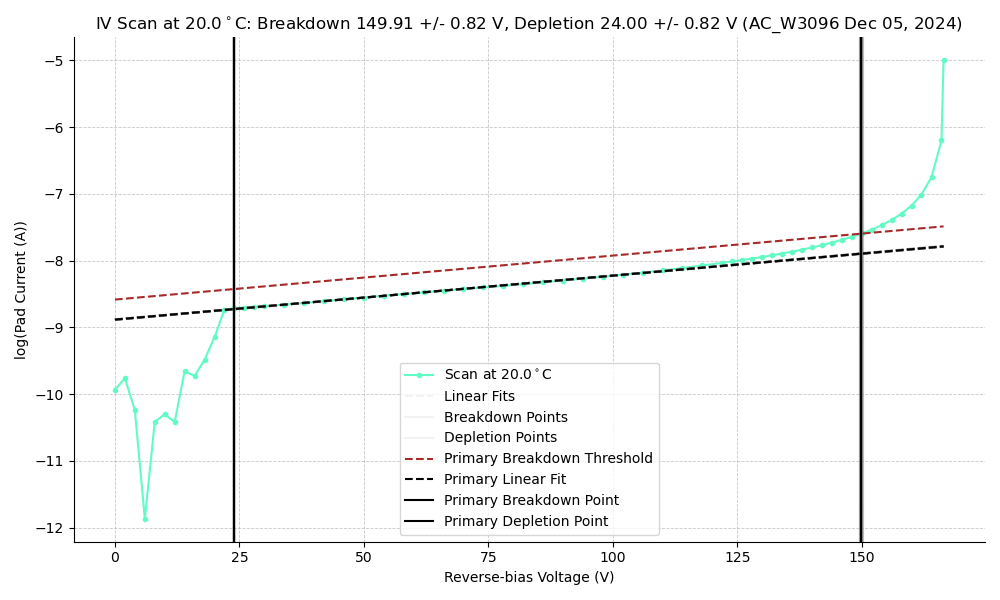 IV Scan at 20.0°C: Breakdown 149.91 +/- 0.82 V, Depletion 24.00 +/- 0.82 V (AC_W3096 Dec 05, 2024)
log(Pad Current (A))
−5
−6
−7
−8
−9
−10
−11
−12
Scan at 20.0°C
Linear Fits
Breakdown Points
Depletion Points
Primary Breakdown Threshold
Primary Linear Fit
Primary Breakdown Point
Primary Depletion Point
0 25 50 75 100 125 150
Reverse-bias Voltage (V)